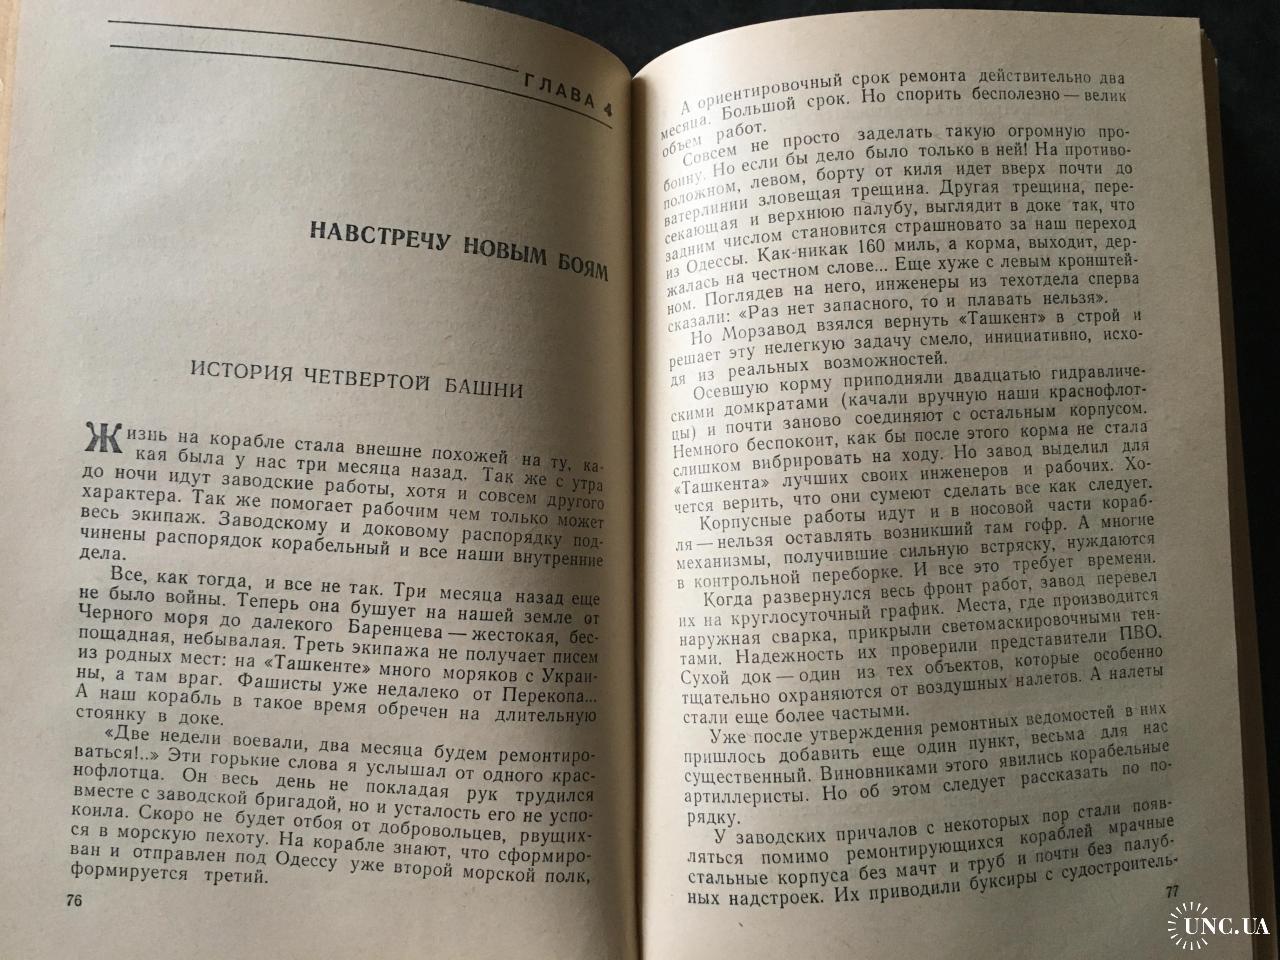 ГЛАВА 4
НАВСТРЕЧУ НОВЫМ БОЯМ
ИСТОРИЯ ЧЕТВЕРТОЙ БАШНИ
Жизнь на корабле стала внешне похожей на ту, ка-
кая была у нас три месяца назад. Так же с утра
до ночи идут заводские работы, хотя и совсем другого
характера. Так же помогает рабочим чем только может
весь экипаж. Заводскому и доковому распорядку под-
чинены распорядок корабельный и все наши внутренние
дела.
Все, как тогда, и все не так. Три месяца назад еще
не было войны. Теперь она бушует на нашей земле от
Черного моря до далекого Баренцева — жестокая, бес-
пощадная, небывалая. Треть экипажа не получает писем
из родных мест: на «Ташкенте» много моряков с Украи-
ны, а там враг. Фашисты уже недалеко от Перекопа...
А наш корабль в такое время обречен на длительную
стоянку в доке.
«Две недели воевали, два месяца будем ремонтиро-
ваться!..» Эти горькие слова я услышал от одного крас-
нофлотца. Он весь день не покладая рук трудился
вместе с заводской бригадой, но и усталость его не успо-
коила. Скоро не будет отбоя от добровольцев, рвущих-
ся в морскую пехоту. На корабле знают, что сформиро-
ван и отправлен под Одессу уже второй морской полк,
формируется третий.
76
А ориентировочный срок ремонта действительно два
месяца. Большой срок. Но спорить бесполезно — велик
объем работ.
Совсем не просто заделать такую огромную про-
боину. Но если бы дело было только в ней! На противо-
положном, левом, борту от киля идет вверх почти до
ватерлинии зловещая трещина. Другая трещина, пере-
секающая и верхнюю палубу, выглядит в доке так, что
задним числом становится страшновато за наш переход
из Одессы. Как-никак 160 миль, а корма, выходит, дер-
жалась на честном слове... Еще хуже с левым кронштей-
ном. Поглядев на него, инженеры из техотдела сперва
сказали: «Раз нет запасного, то и плавать нельзя».
Но Морзавод взялся вернуть «Ташкент» в строй и
решает эту нелегкую задачу смело, инициативно, исхо-
дя из реальных возможностей.
Осевшую корму приподняли двадцатью гидравличе-
скими домкратами (качали вручную наши краснофлот-
цы) и почти заново соединяют с остальным корпусом.
Немного беспокоит, как бы после этого корма не стала
слишком вибрировать на ходу. Но завод выделил для
«Ташкента» лучших своих инженеров и рабочих. Хо-
чется верить, что они сумеют сделать все как следует.
Корпусные работы идут и в носовой части кораб-
ля — нельзя оставлять возникший там гофр. А многие
механизмы, получившие сильную встряску, нуждаются
в контрольной переборке. И все это требует времени.
Когда развернулся весь фронт работ, завод перевел
их на круглосуточный график. Места, где производится
наружная сварка, прикрыли светомаскировочными тен-
тами. Надежность их проверили представители ПВО.
Сухой док — один из тех объектов, которые особенно
тщательно охраняются от воздушных налетов. А налеты
стали еще более частыми.
Уже после утверждения ремонтных ведомостей в них
пришлось добавить еще один пункт, весьма для нас
существенный. Виновниками этого явились корабельные
артиллеристы. Но об этом следует рассказать по по-
рядку.
У заводских причалов с некоторых пор стали появ-
ляться помимо ремонтирующихся кораблей мрачные
стальные корпуса без мачт и труб и почти без палуб-
ных надстроек. Их приводили буксиры с судостроитель-
77
UNC.UA